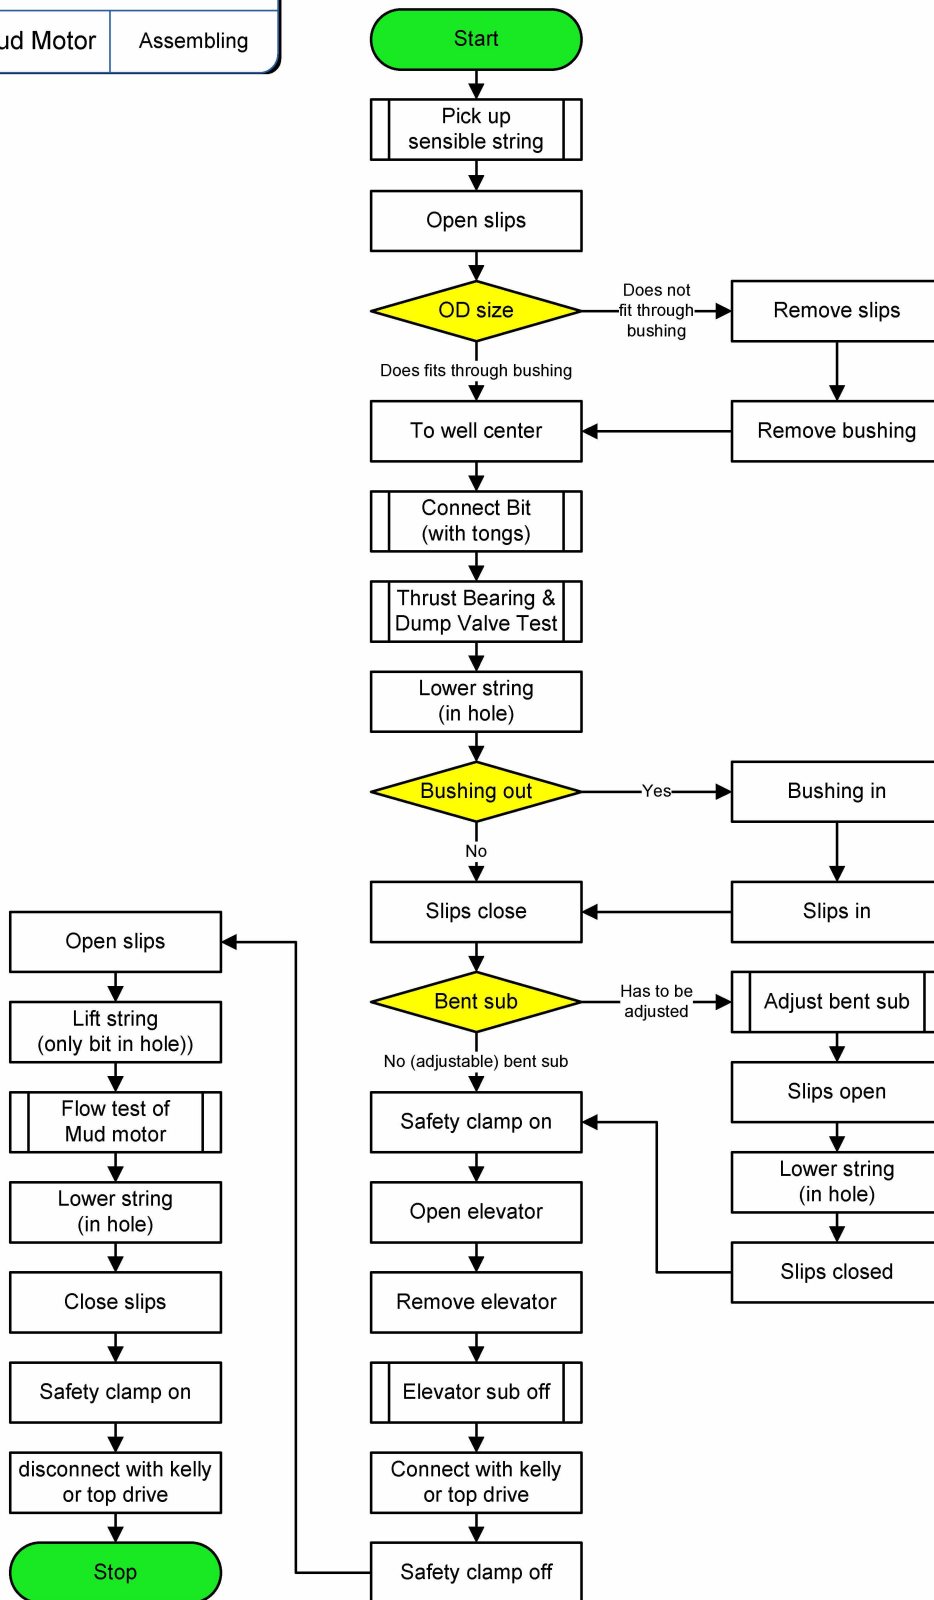 ud Motor
Assembling
Start
Pick up
sensible string
Open slips
OD size
Does not
fit through
bushing
Remove slips
Does fits through bushing
To well center
Remove bushing
Connect Bit
(with tongs)
Thrust Bearing &
Dump Valve Test
Lower string
(in hole)
Bushing out
Yes
Bushing in
No
Slips close
Slips in
Bent sub
Has to be
adjusted
Adjust bent sub
No (adjustable) bent sub
Slips open
Lower string
(in hole)
Slips closed
Safety clamp on
Open elevator
Remove elevator
Elevator sub off
Connect with kelly
or top drive
Safety clamp off
Open slips
Lift string
(only bit in hole))
Flow test of
Mud motor
Lower string
(in hole)
Close slips
Safety clamp on
disconnect with kelly
or top drive
Stop